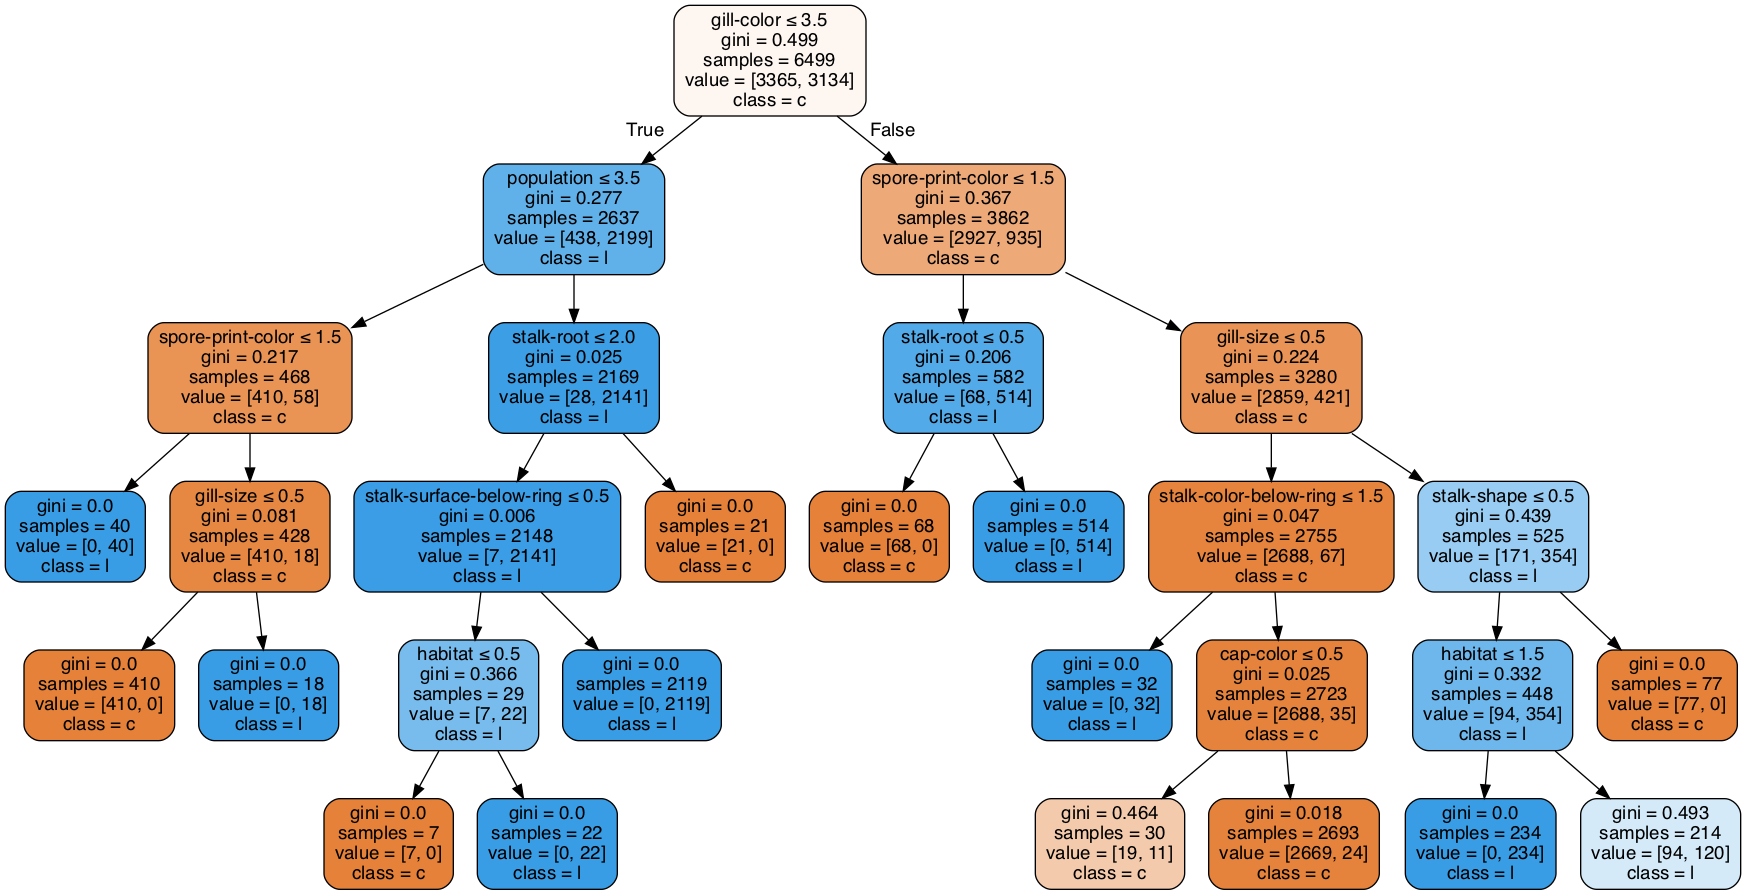 gill-color ≤ 3.5
gini = 0.499
samples = 6499
value = [3365, 3134]
class = c
True
False
population ≤ 3.5
gini = 0.277
samples = 2637
value = [438, 2199]
class = l
spore-print-color ≤ 1.5
gini = 0.367
samples = 3862
value = [2927, 935]
class = c
spore-print-color ≤ 1.5
gini = 0.217
samples = 468
value = [410, 58]
class = c
stalk-root ≤ 2.0
gini = 0.025
samples = 2169
value = [28, 2141]
class = l
stalk-root ≤ 0.5
gini = 0.206
samples = 582
value = [68, 514]
class = l
gill-size ≤ 0.5
gini = 0.224
samples = 3280
value = [2859, 421]
class = c
gini = 0.0
samples = 40
value = [0, 40]
class = l
gill-size ≤ 0.5
gini = 0.081
samples = 428
value = [410, 18]
class = c
stalk-surface-below-ring ≤ 0.5
gini = 0.006
samples = 2148
value = [7, 2141]
class = l
gini = 0.0
samples = 21
value = [21, 0]
class = c
gini = 0.0
samples = 68
value = [68, 0]
class = c
gini = 0.0
samples = 514
value = [0, 514]
class = l
stalk-color-below-ring ≤ 1.5
gini = 0.047
samples = 2755
value = [2688, 67]
class = c
stalk-shape ≤ 0.5
gini = 0.439
samples = 525
value = [171, 354]
class = l
gini = 0.0
samples = 410
value = [410, 0]
class = c
gini = 0.0
samples = 18
value = [0, 18]
class = l
habitat ≤ 0.5
gini = 0.366
samples = 29
value = [7, 22]
class = l
gini = 0.0
samples = 2119
value = [0, 2119]
class = l
gini = 0.0
samples = 32
value = [0, 32]
class = l
cap-color ≤ 0.5
gini = 0.025
samples = 2723
value = [2688, 35]
class = c
habitat ≤ 1.5
gini = 0.332
samples = 448
value = [94, 354]
class = l
gini = 0.0
samples = 77
value = [77, 0]
class = c
gini = 0.0
samples = 7
value = [7, 0]
class = c
gini = 0.0
samples = 22
value = [0, 22]
class = l
gini = 0.464
samples = 30
value = [19, 11]
class = c
gini = 0.018
samples = 2693
value = [2669, 24]
class = c
gini = 0.0
samples = 234
value = [0, 234]
class = l
gini = 0.493
samples = 214
value = [94, 120]
class = l